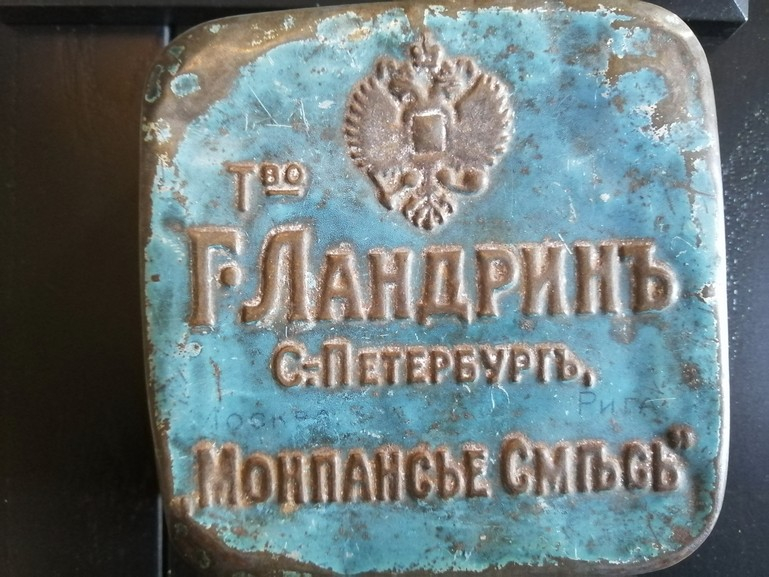 Тво
Г. Ландринъ
С.-Петербургъ,
Москва Рига
„Монпансье Смѣсь"